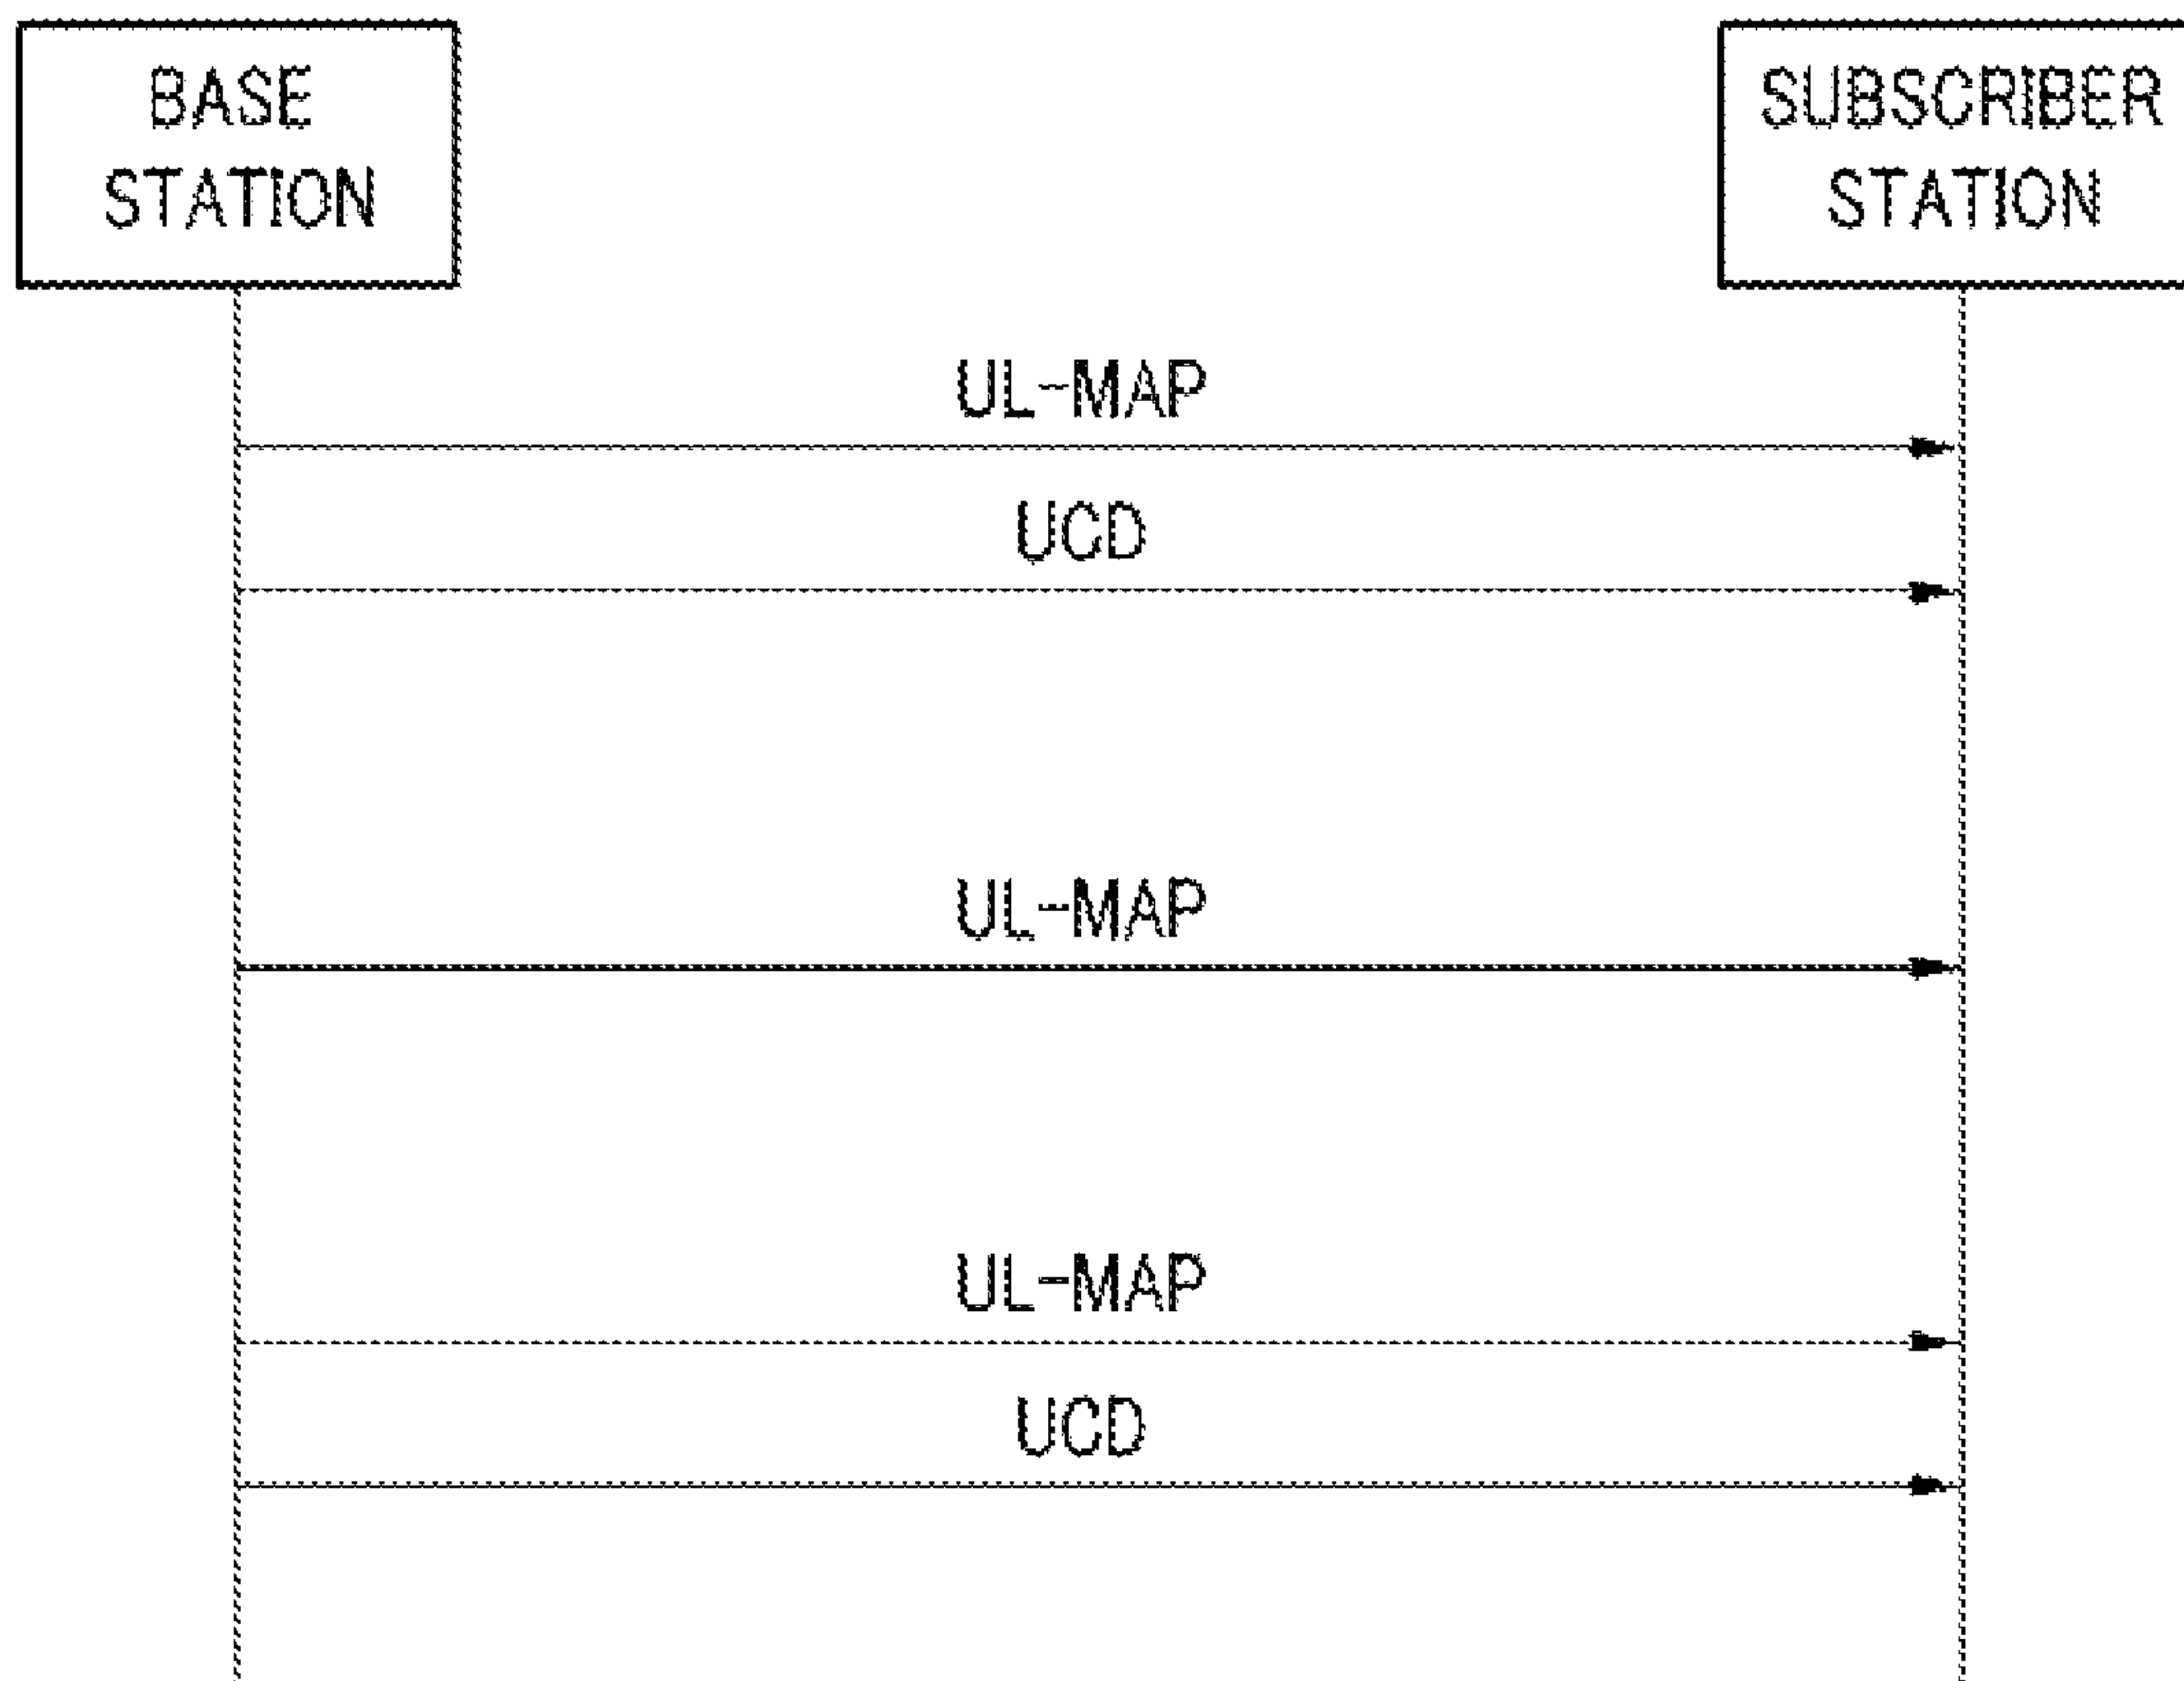 BASE
STATION
SUBSCRIBER
STATION
UL-MAP
UCD
UL-MAP
UL-MAP
UCD